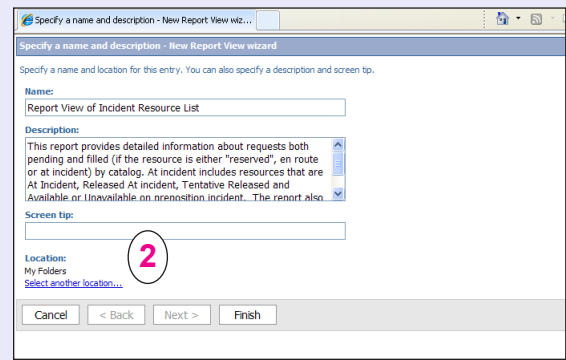 Specify a name and description - New Report View wiz...
Specify a name and description - New Report View wizard
Specify a name and location for this entry. You can also specify a description and screen tip.
Name:
Report View of Incident Resource List
Description:
This report provides detailed information about requests both
pending and filled (if the resource is either "reserved", en route
or at incident) by catalog. At incident includes resources that are
At Incident, Released At incident, Tentative Released and
Available or Unavailable on preposition incident. The report also
Screen tip:
Location:
2
My Folders
Select another location...
Cancel < Back Next > Finish